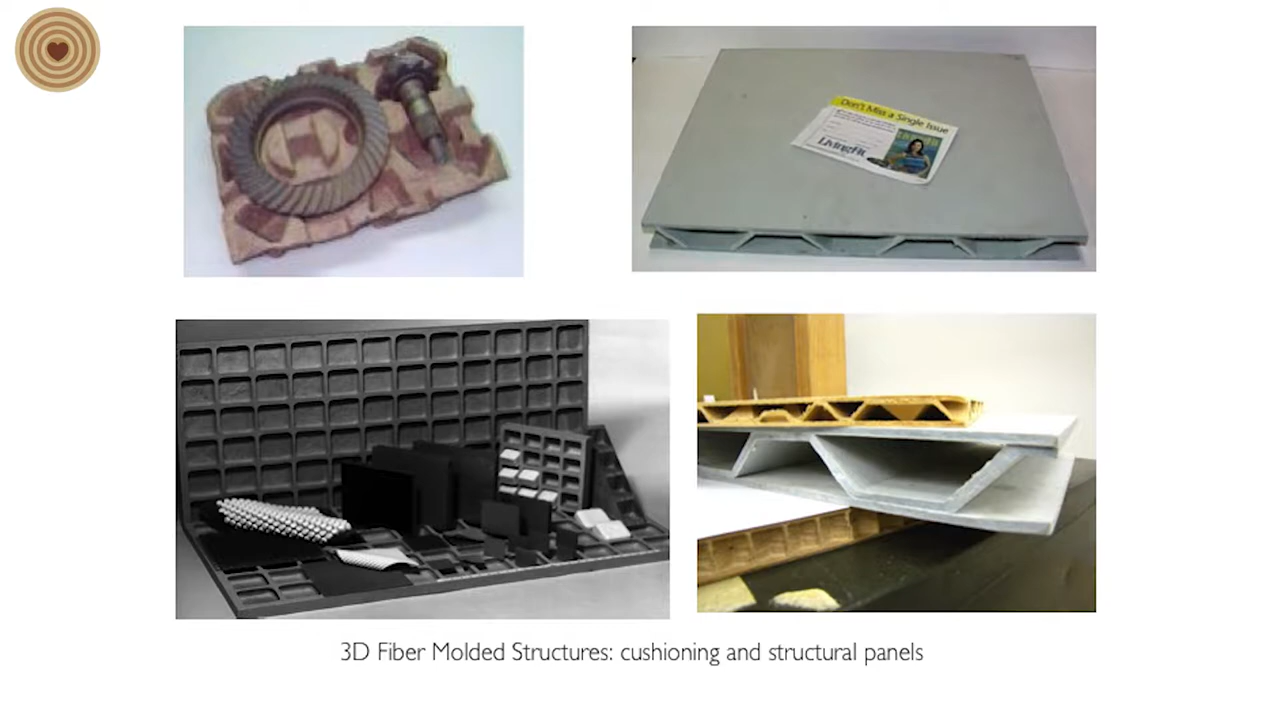 Don't Miss a Single Issue
LivingFit
3D Fiber Molded Structures: cushioning and structural panels